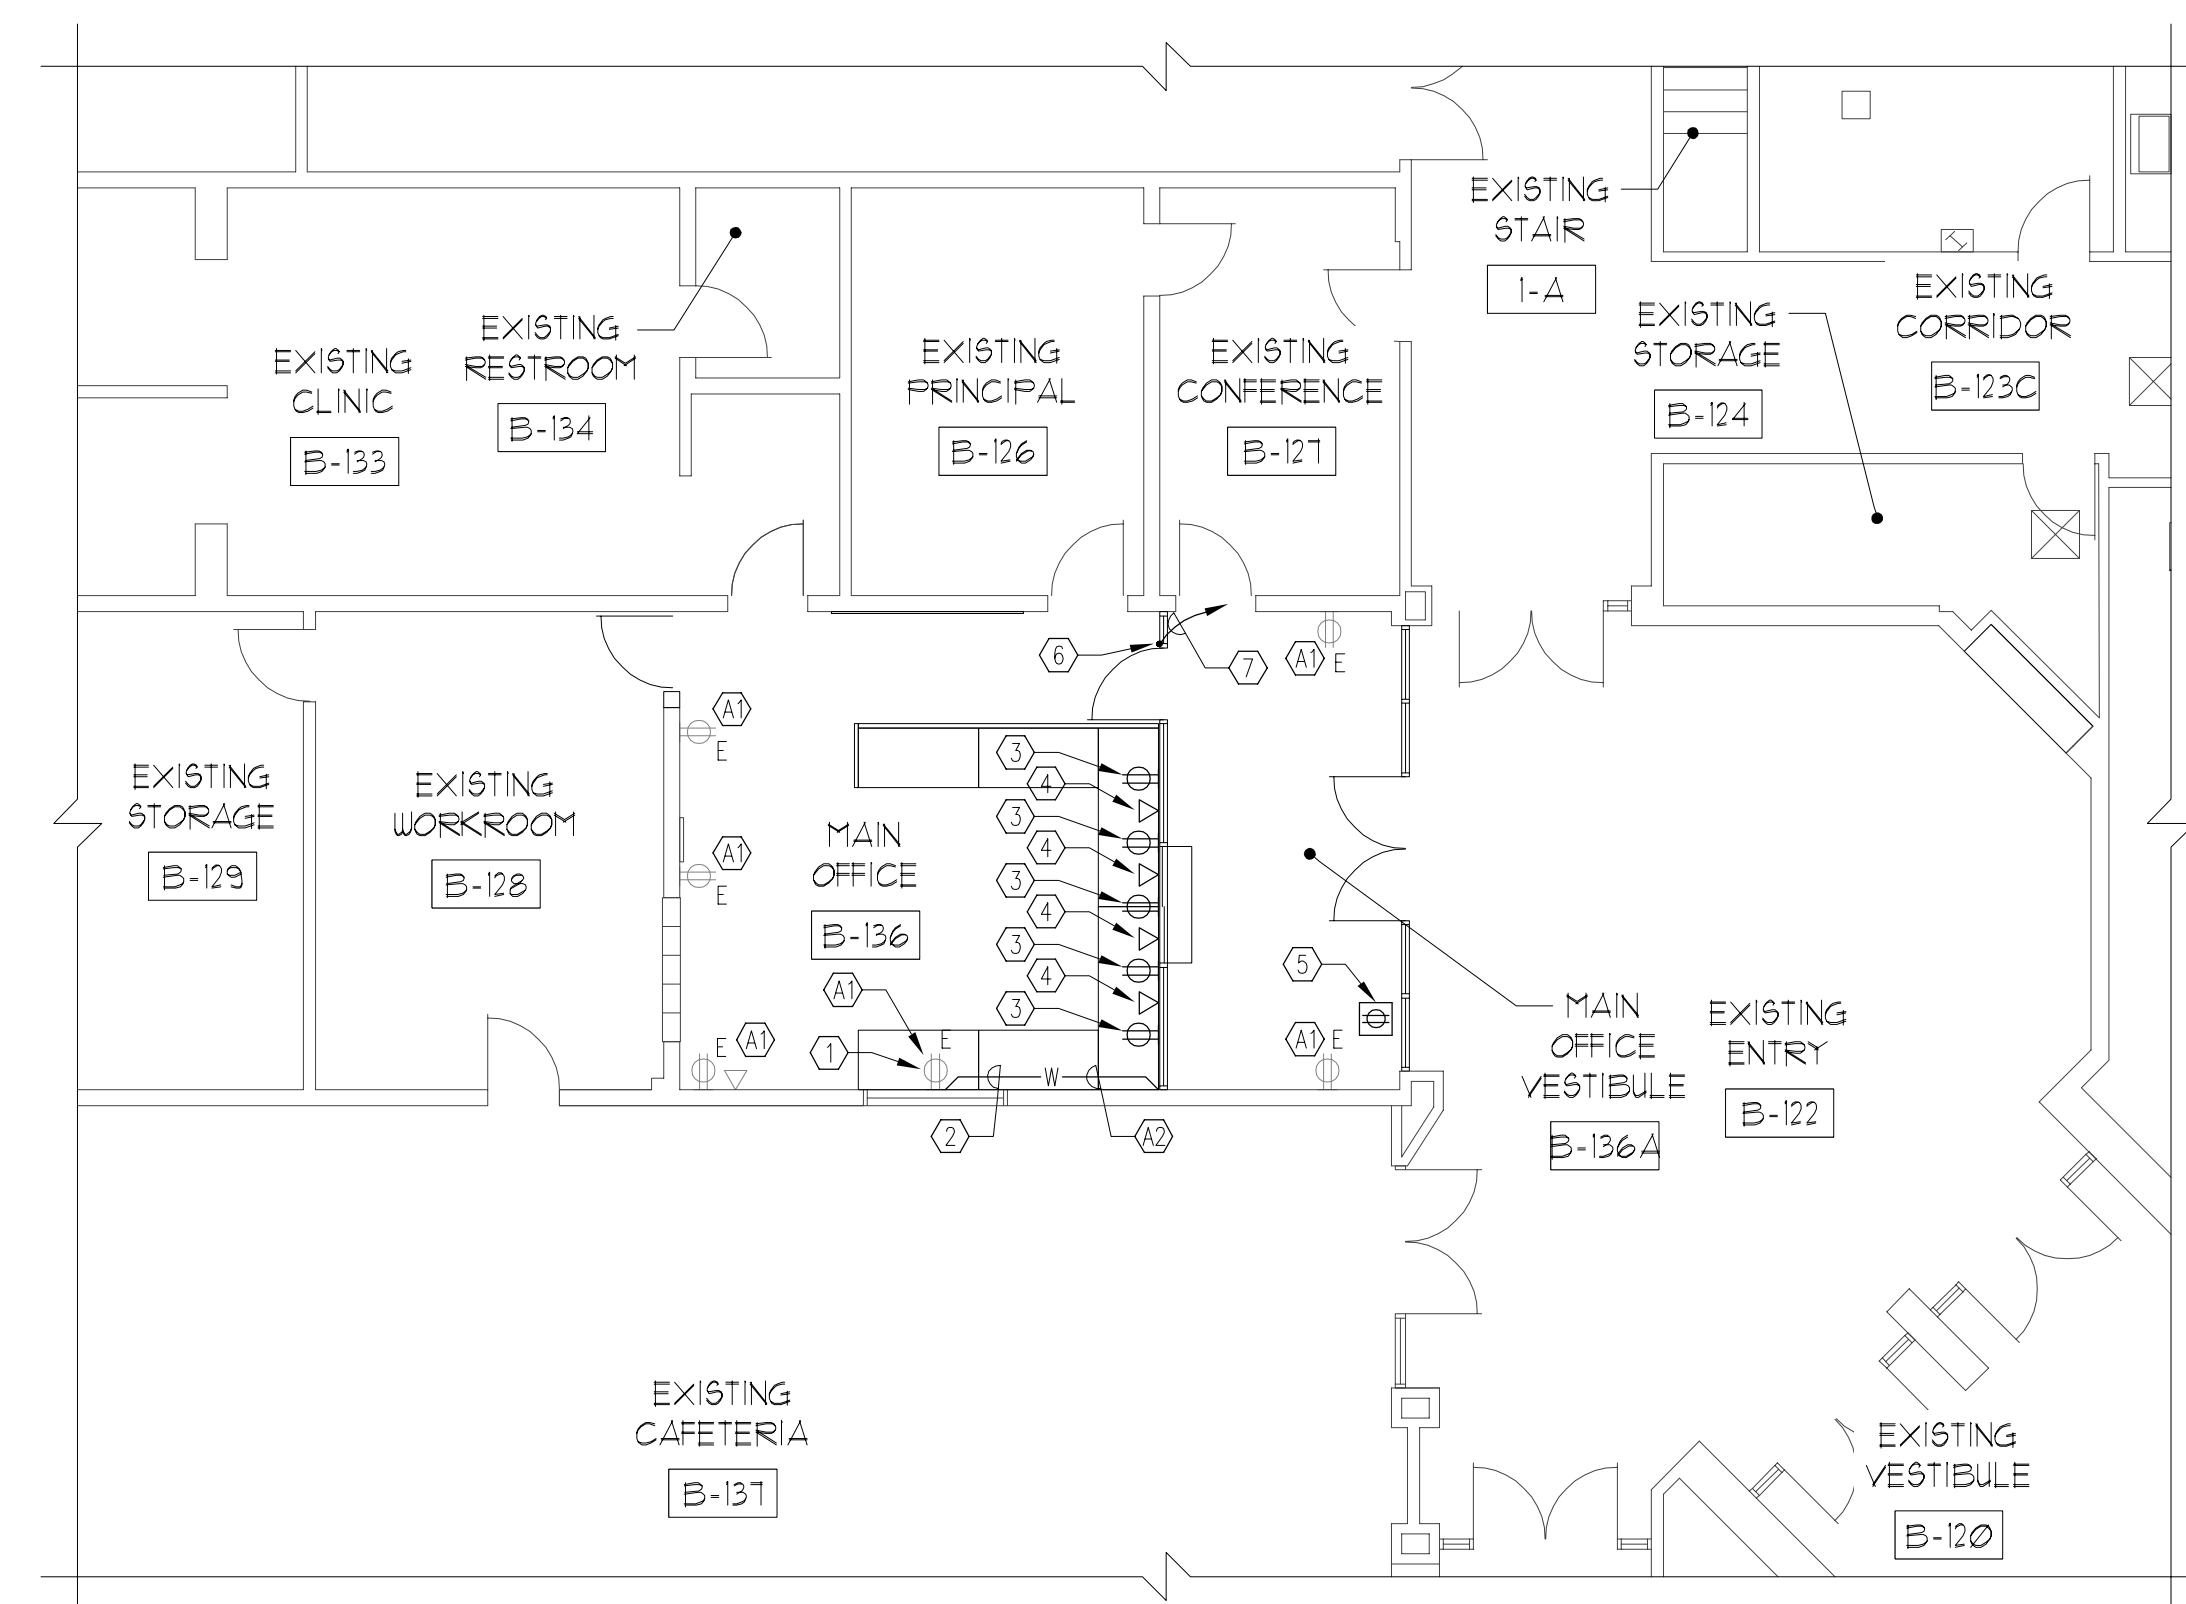 EXISTING
STAIR
1-A
EXISTING
CORRIDOR
B-123C
EXISTING
STORAGE
B-124
EXISTING
RESTROOM
B-134
EXISTING
CLINIC
B-133
EXISTING
PRINCIPAL
B-126
EXISTING
CONFERENCE
B-127
6
7
A1
E
A1
E
3
4
3
4
3
4
3
4
3
A1
E
EXISTING
STORAGE
B-129
EXISTING
WORKROOM
B-128
MAIN
OFFICE
B-136
5
A1
E
A1
1
E
A1
E
W
2
A2
MAIN
OFFICE
VESTIBULE
B-136A
EXISTING
ENTRY
B-122
EXISTING
CAFETERIA
B-137
EXISTING
VESTIBULE
B-120